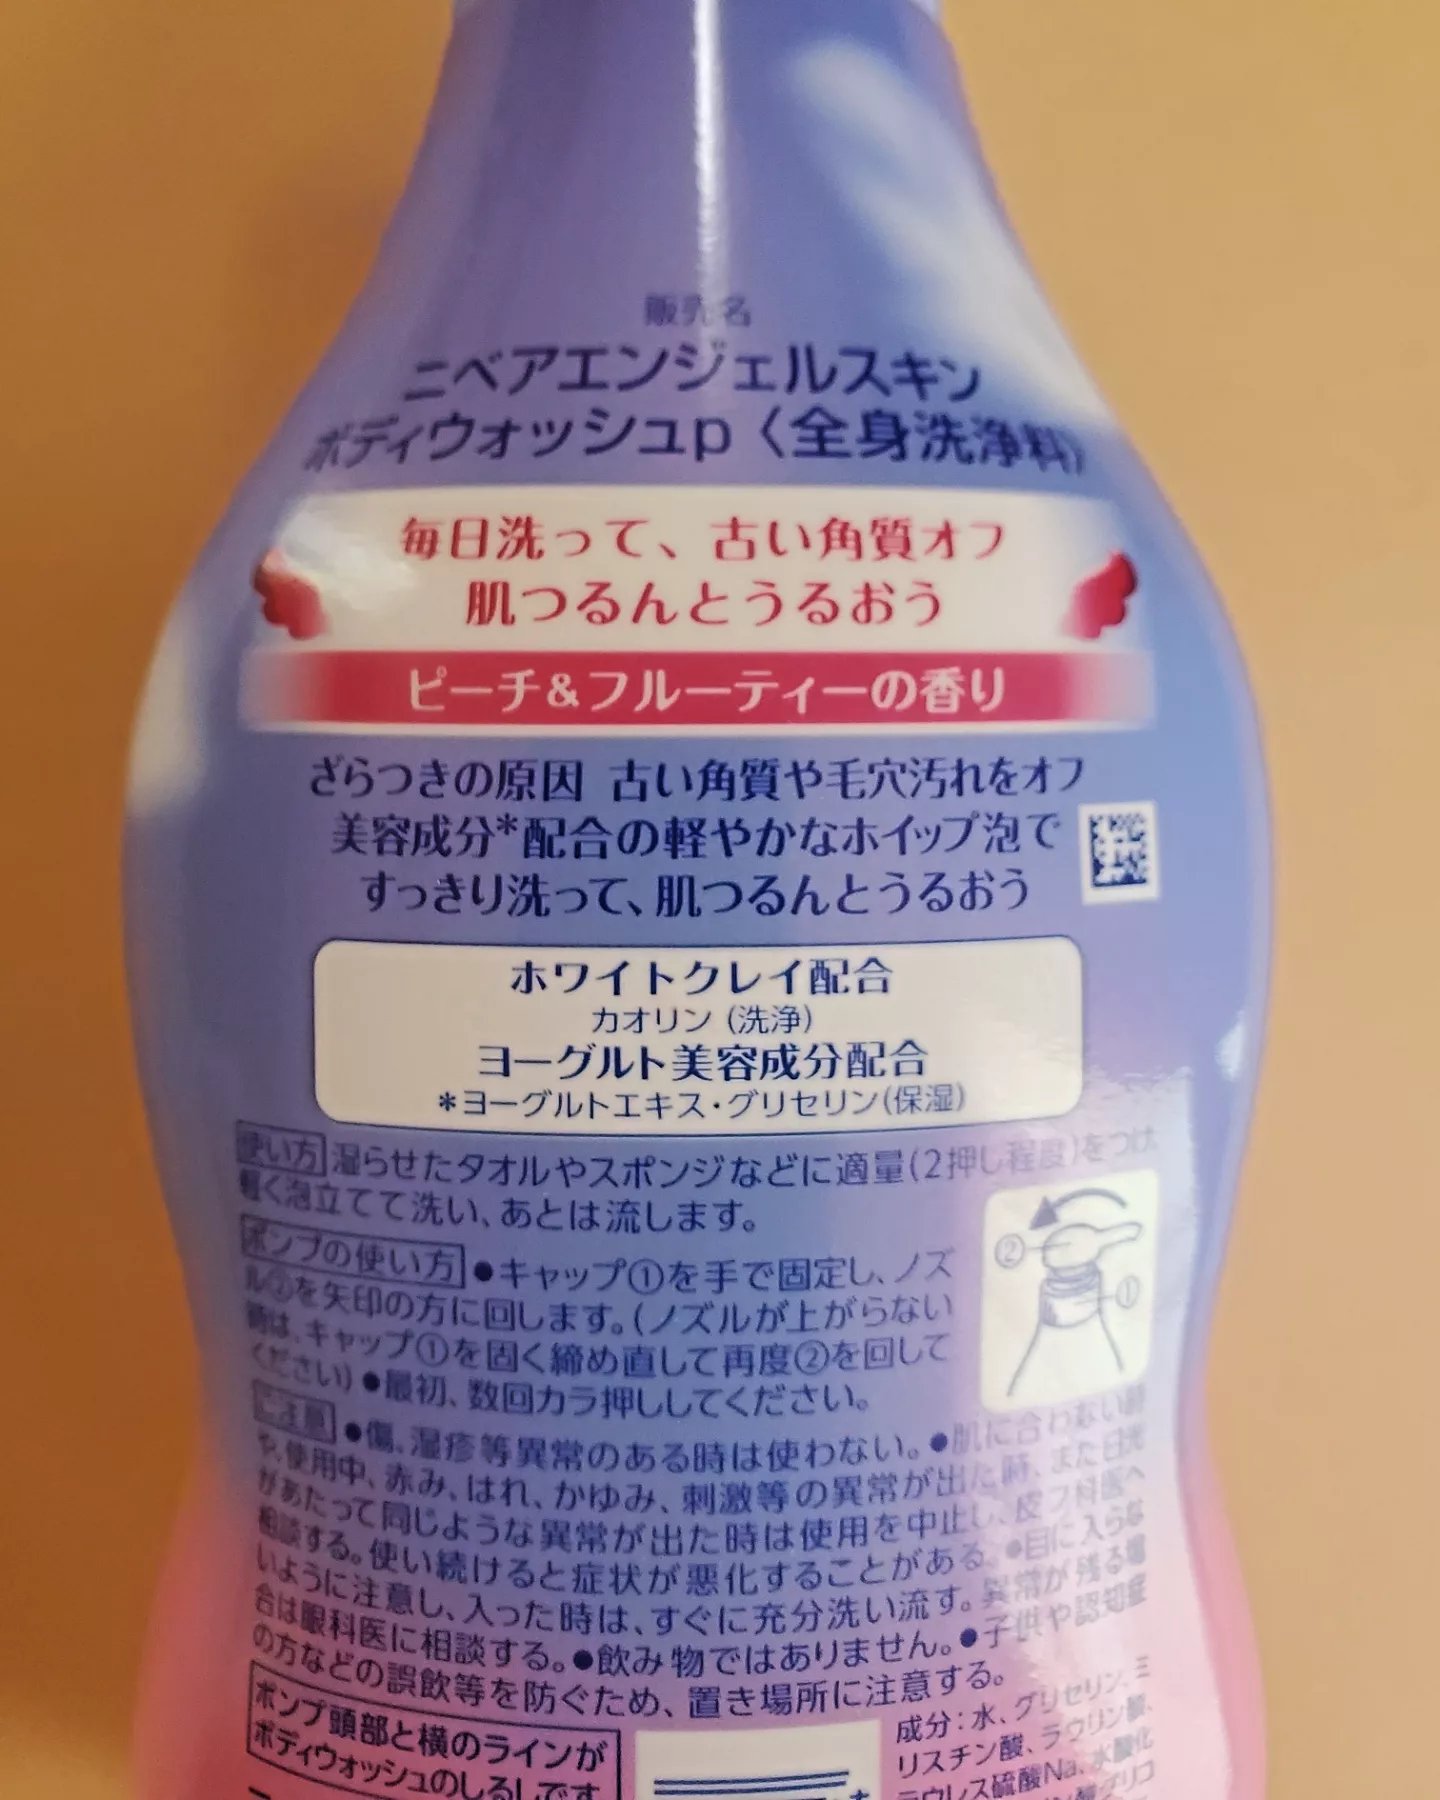 販売名
ニベアエンジェルスキン
ボディウォッシュp〈全身洗浄料〉
毎日洗って、古い角質オフ
肌つるんとうるおう
ピーチ&フルーティーの香り
ざらつきの原因 古い角質や毛穴汚れをオフ
美容成分*配合の軽やかなホイップ泡で
すっきり洗って、肌つるんとうるおう
ホワイトクレイ配合
カオリン(洗浄)
ヨーグルト美容成分配合
*ヨーグルトエキス・グリセリン(保湿)
使い方 湿らせたタオルやスポンジなどに適量(2押し程度)をつけ
軽く泡立てて洗い、あとは流します。
ポンプの使い方 ●キャップ①を手で固定し、ノズ
ル②を矢印の方に回します。(ノズルが上がらない
時は、キャップ①を固く締め直して再度②を回して
ください) ●最初、数回カラ押ししてください。
② ①
ご注意 ●傷、湿疹等異常のある時は使わない。●肌に合わない時
や、使用中、赤み、はれ、かゆみ、刺激等の異常が出た時、また日光
があたって同じような異常が出た時は使用を中止し、皮フ科医へ
相談する。使い続けると症状が悪化することがある。●目に入らな
いように注意し、入った時は、すぐに充分洗い流す。異常が残る場
合は眼科医に相談する。●飲み物ではありません。●子供や認知症
の方などの誤飲等を防ぐため、置き場所に注意する。
ポンプ頭部と横のラインが
ボディウォッシュのしるしです
成分：水、グリセリン、ミ
リスチン酸、ラウリン酸、
ラウレス硫酸Na、水酸化